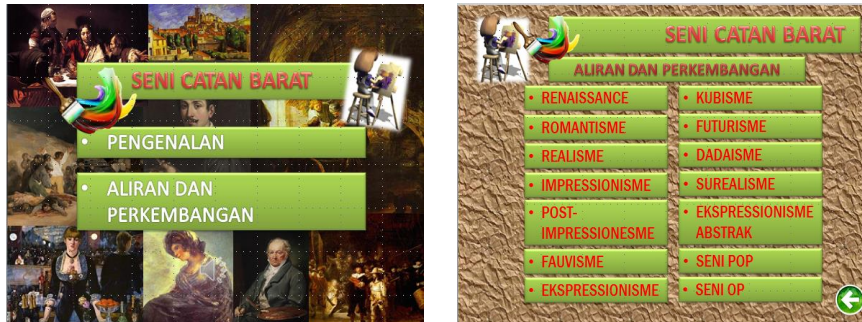 SENI CATAN BARAT
• PENGENALAN
• ALIRAN DAN
PERKEMBANGAN
SENI CATAN BARAT
ALIRAN DAN PERKEMBANGAN
• RENAISSANCE
• ROMANTISME
• REALISME
• IMPRESSIONISME
• POST-
IMPRESSIONESME
• FAUVISME
• EKSPRESSIONISME
• KUBISME
• FUTURISME
• DADAISME
• SUREALISME
• EKSPRESSIONISME
ABSTRAK
• SENI POP
• SENI OP